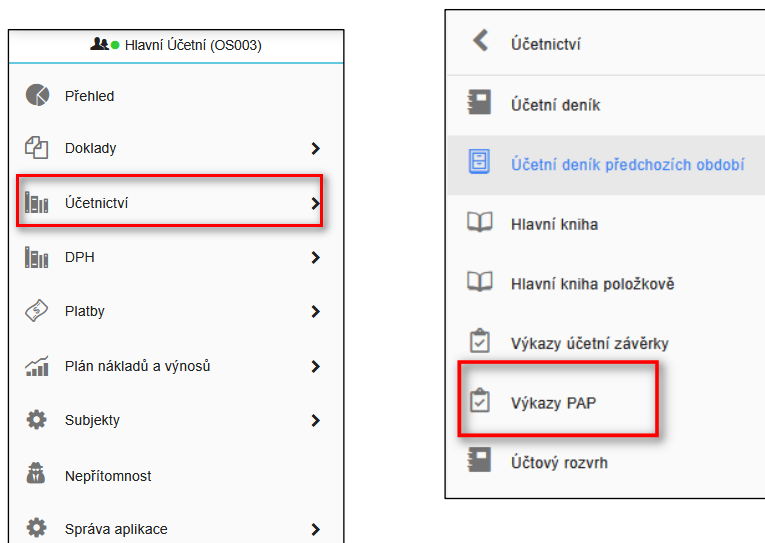 Hlavní Účetní (OS003)
Přehled
Doklady
Účetnictví
DPH
Platby
Plán nákladů a výnosů
Subjekty
Nepřítomnost
Správa aplikace
Účetnictví
Účetní deník
Účetní deník předchozích období
Hlavní kniha
Hlavní kniha položkově
Výkazy účetní závěrky
Výkazy PAP
Účtový rozvrh